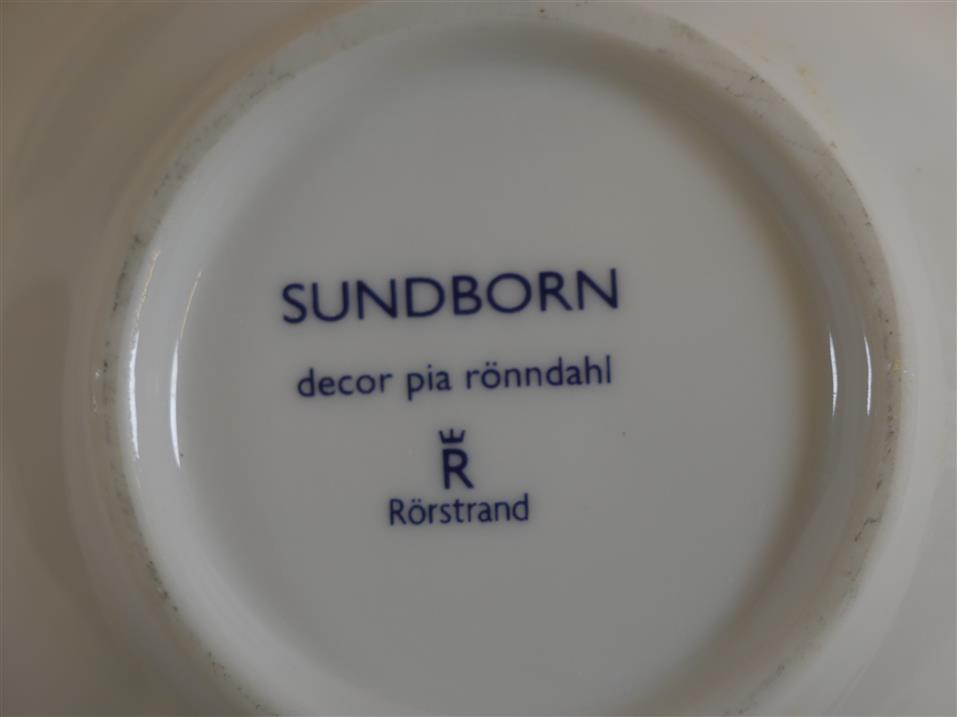 SUNDBORN
decor pia rönndahl
R
Rörstrand